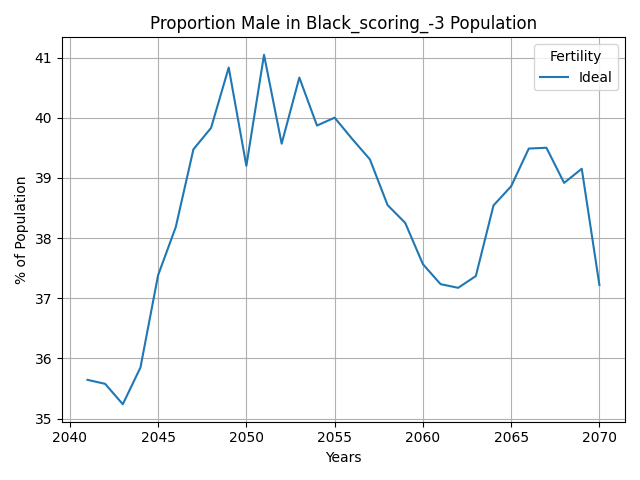 Proportion Male in Black_scoring_-3 Population
Fertility
Ideal
% of Population
41
40
39
38
37
36
35
2040
2045
2050
2055
2060
2065
2070
Years